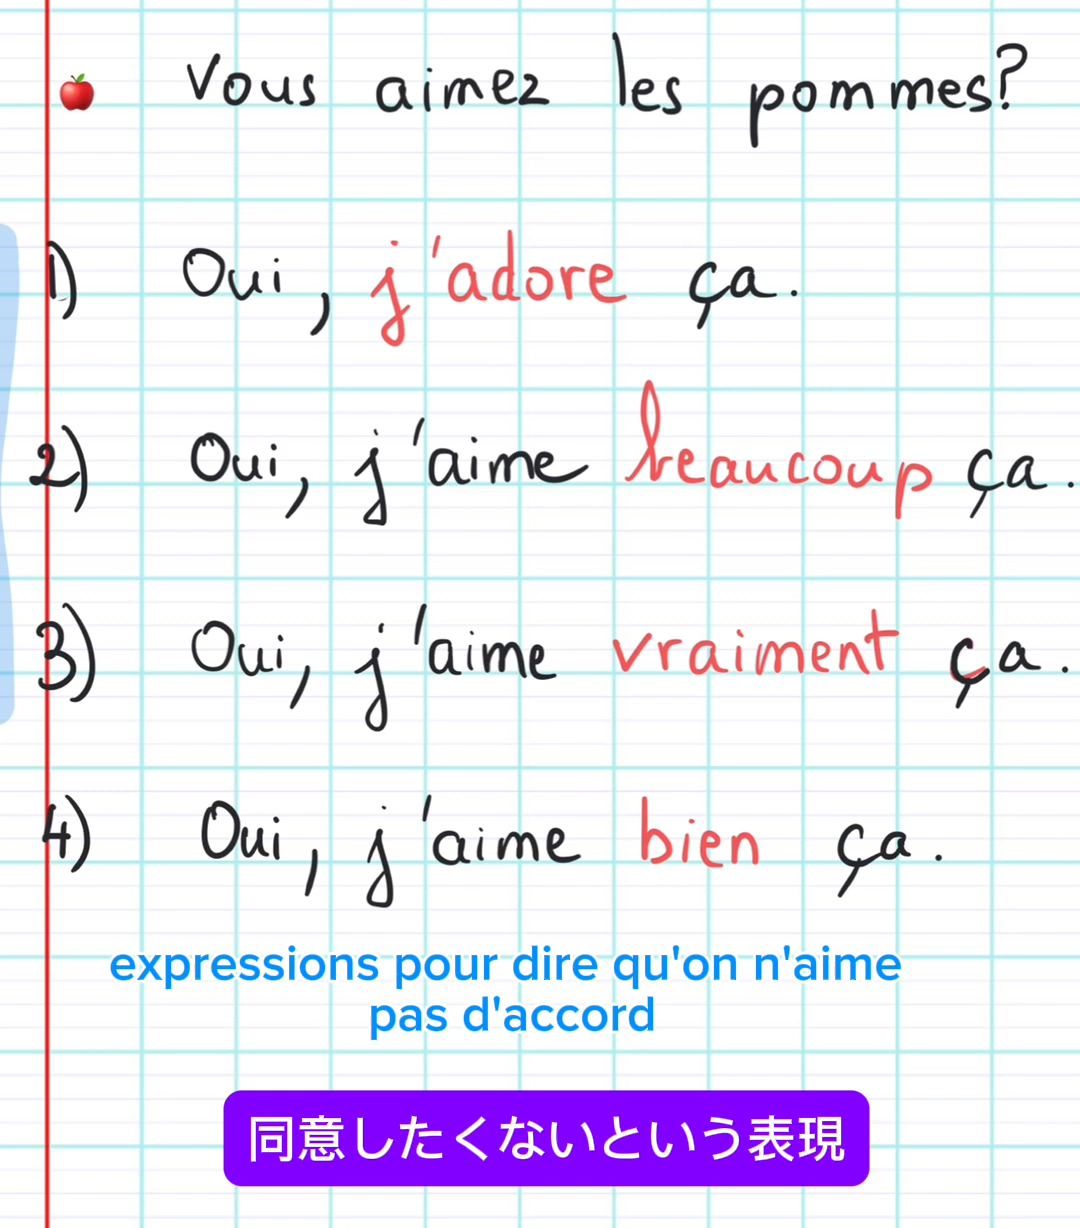 Vous aimez les pommes?
1) Oui, j'adore ça.
2) Oui, j'aime beaucoup ça.
3) Oui, j'aime vraiment ça.
4) Oui, j'aime bien ça.
expressions pour dire qu'on n'aime
pas d'accord
同意したくないという表現